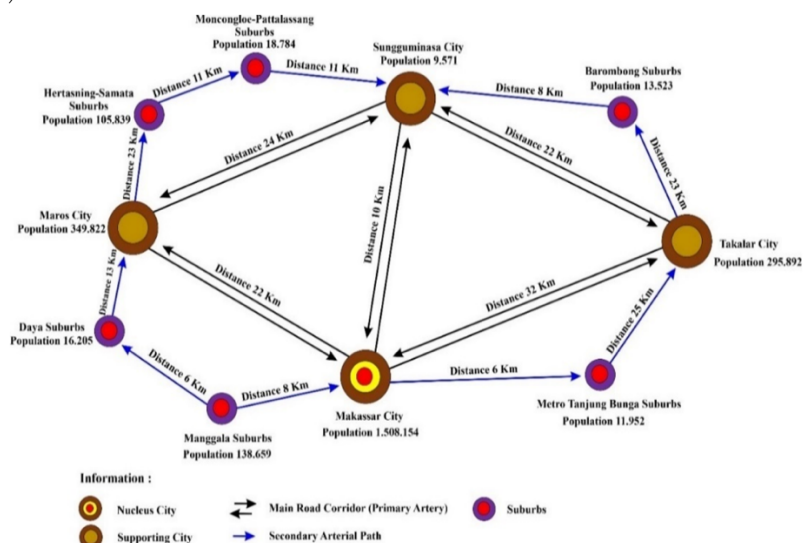 )
Moncongloe-Pattalassang
Suburbs
Population 18.784
Sungguminasa City
Population 9.571
Barombong Suburbs
Population 13.523
Distance 11 Km
Distance 11 Km
Distance 8 Km
Hertasning-Samata
Suburbs
Population 105.839
Distance 24 Km
Distance 22 Km
Distance 23 Km
Distance 23 Km
Maros City
Population 349.822
Distance 10 Km
Takalar City
Population 295.892
Distance 13 Km
Distance 22 Km
Distance 32 Km
Distance 25 Km
Daya Suburbs
Population 16.205
Distance 6 Km
Distance 8 Km
Distance 6 Km
Makassar City
Population 1.508.154
Metro Tanjung Bunga Suburbs
Population 11.952
Manggala Suburbs
Population 138.659
Information :
Nucleus City
Main Road Corridor (Primary Artery)
Suburbs
Supporting City
Secondary Arterial Path